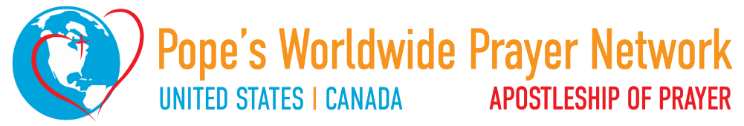 Pope's Worldwide Prayer Network
UNITED STATES | CANADA APOSTLESHIP OF PRAYER